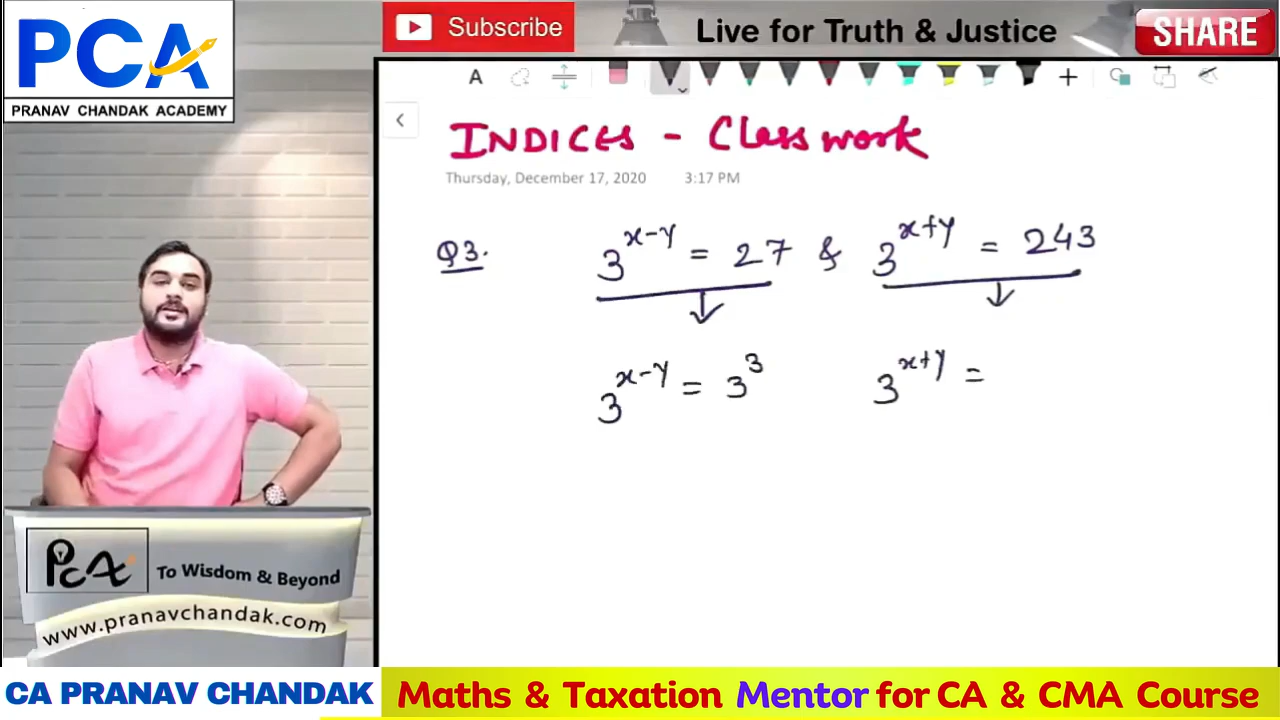 PCA
PRANAV CHANDAK ACADEMY
Subscribe
Live for Truth & Justice
SHARE
A
INDICES - Classwork
Thursday, December 17, 2020 3:17 PM
Q3. 3^{x-y} = 27 & 3^{x+y} = 243
3^{x-y} = 3^3 3^{x+y} =
PCA
To Wisdom & Beyond
www.pranavchandak.com
CA PRANAV CHANDAK
Maths & Taxation Mentor for CA & CMA Course